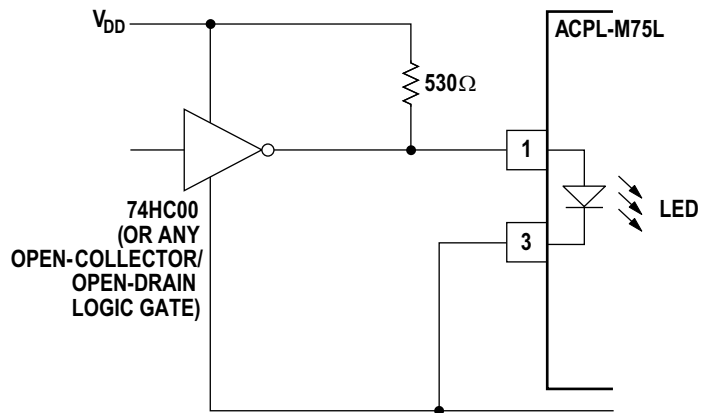 VDD
ACPL-M75L
530Ω
1
74HC00
(OR ANY
OPEN-COLLECTOR/
OPEN-DRAIN
LOGIC GATE)
LED
3